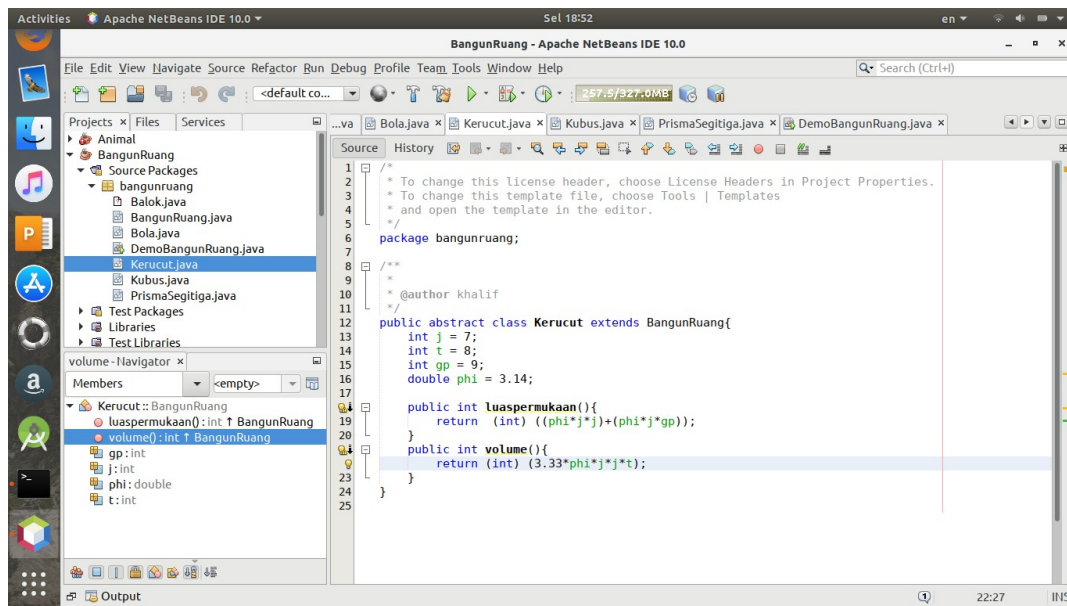 Activities Apache NetBeans IDE 10.0 Sel 18:52 en
BangunRuang - Apache NetBeans IDE 10.0
File Edit View Navigate Source Refactor Run Debug Profile Team Tools Window Help Search (Ctrl+I)
<default co... 257.5/327.0MB
Projects Files Services
...va Bola.java Kerucut.java Kubus.java PrismaSegitiga.java DemoBangunRuang.java
Source History
Animal
BangunRuang
Source Packages
bangunruang
Balok.java
BangunRuang.java
Bola.java
DemoBangunRuang.java
Kerucut.java
Kubus.java
PrismaSegitiga.java
Test Packages
Libraries
Test Libraries
volume - Navigator
Members <empty>
Kerucut :: BangunRuang
luaspermukaan() : int ↑ BangunRuang
volume() : int ↑ BangunRuang
gp : int
j : int
phi : double
t : int
1 /*
2 * To change this license header, choose License Headers in Project Properties.
3 * To change this template file, choose Tools | Templates
4 * and open the template in the editor.
5 */
6 package bangunruang;
7
8 /**
9 *
10 * @author khalif
11 */
12 public abstract class Kerucut extends BangunRuang{
13 int j = 7;
14 int t = 8;
15 int gp = 9;
16 double phi = 3.14;
17
public int luaspermukaan(){
19 return (int) ((phi*j*j)+(phi*j*gp));
20 }
public int volume(){
return (int) (3.33*phi*j*j*t);
23 }
24 }
25
Output 1 22:27 INS
a
P